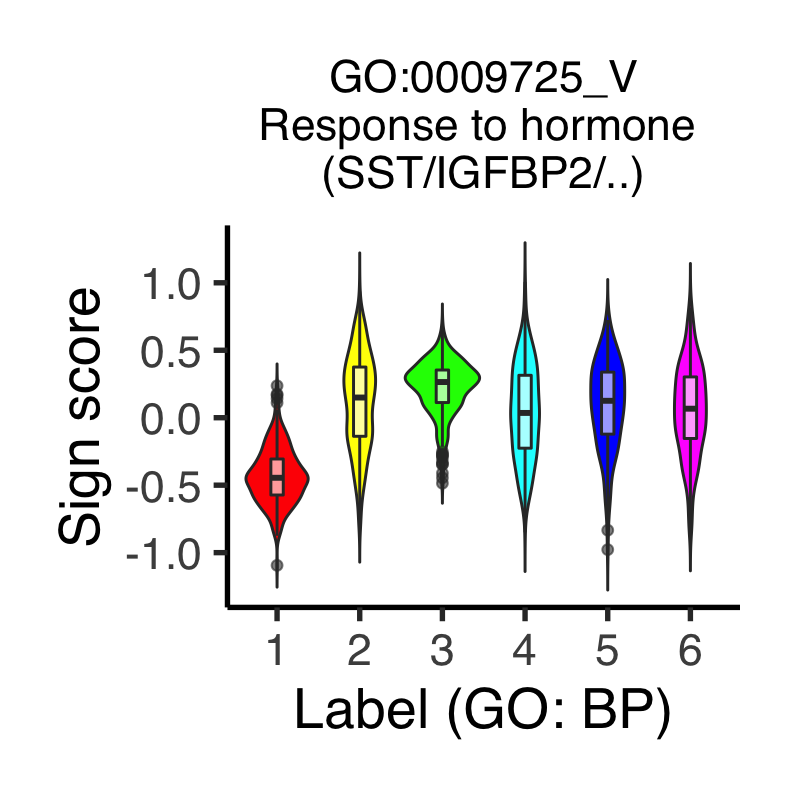 GO:0009725_V
Response to hormone
(SST/IGFBP2/..)
Sign score
1.0
0.5
0.0
-0.5
-1.0
1 2 3 4 5 6
Label (GO: BP)